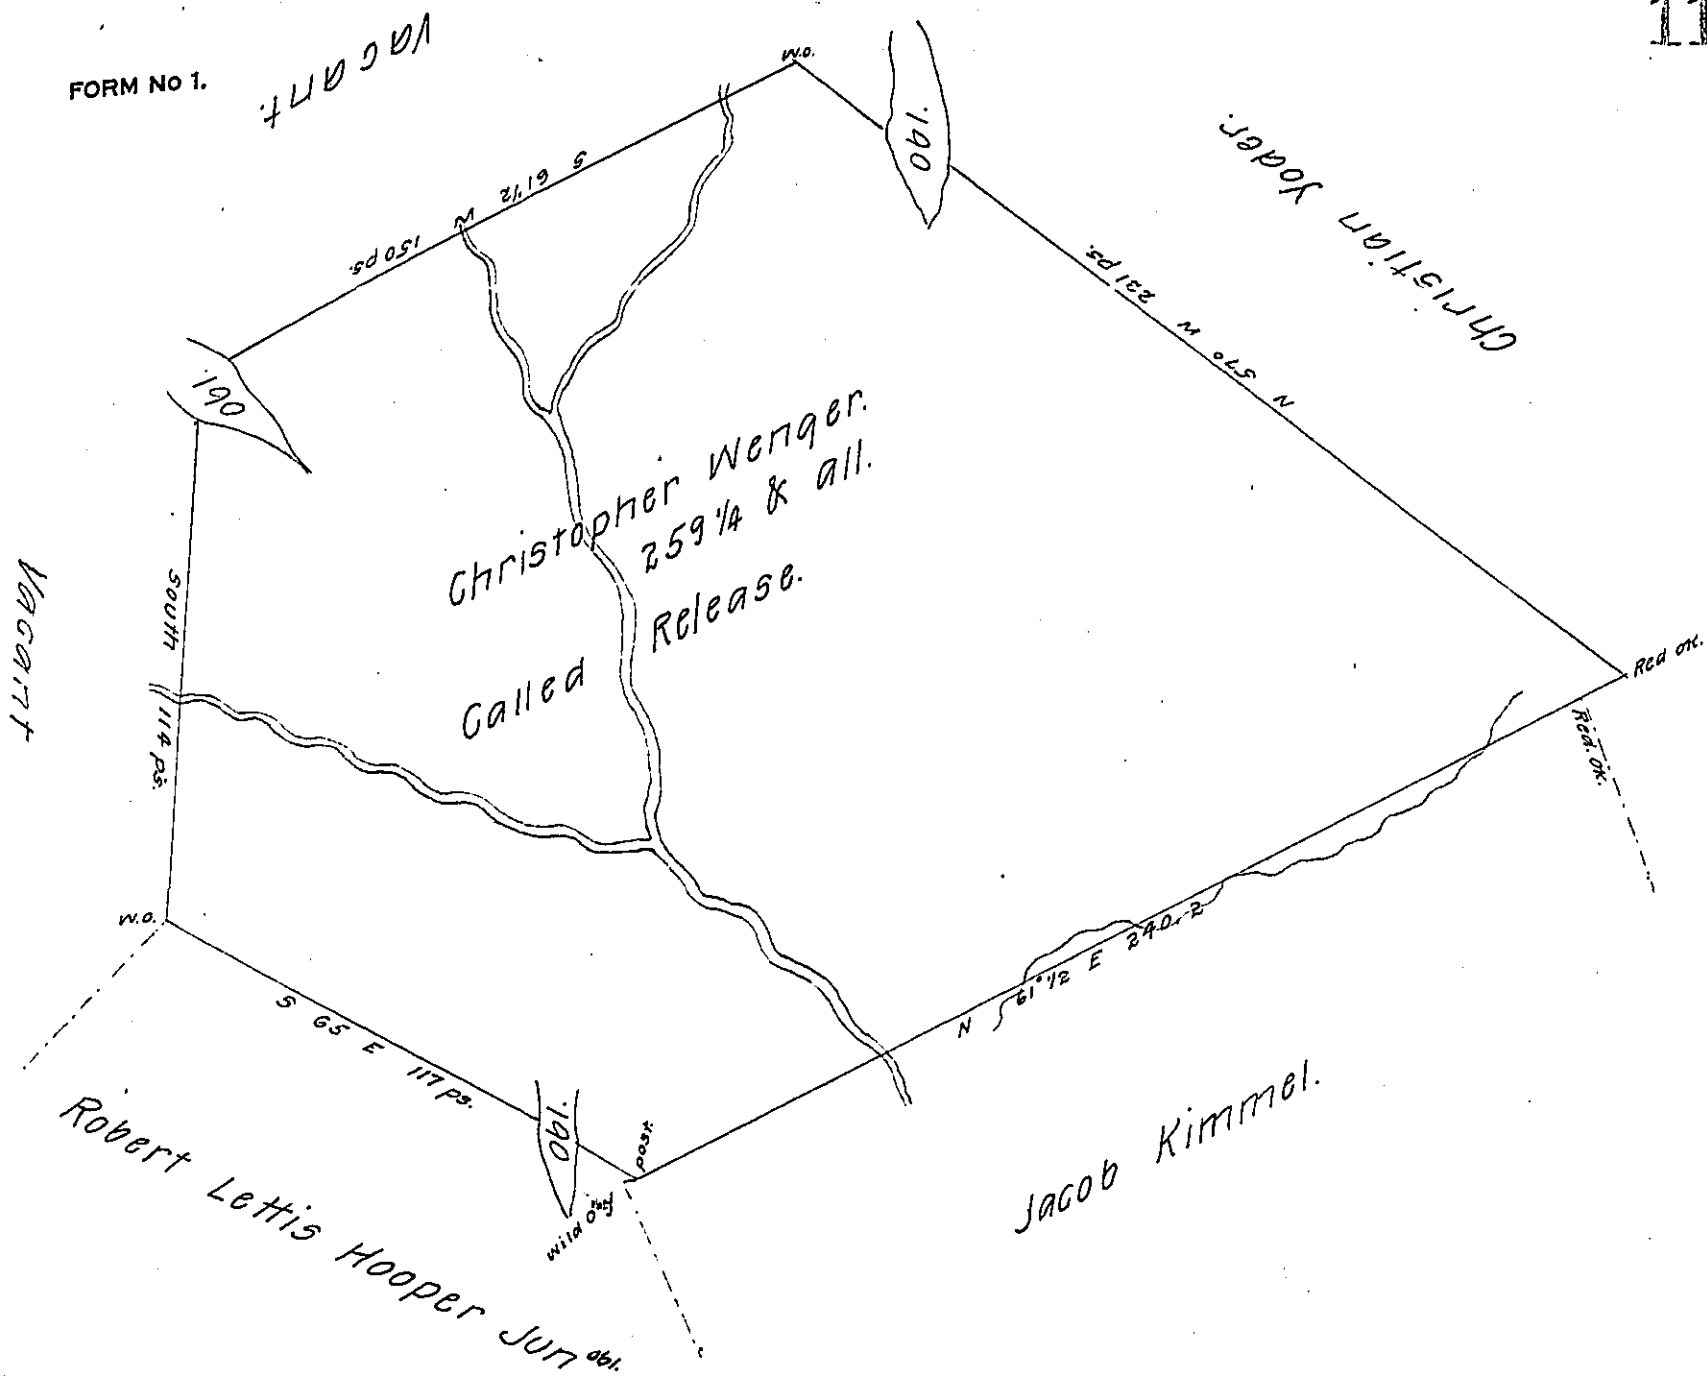 11
FORM No 1.
Vacant.
W.O.
obl.
Christian Yoder.
S 61 1/2 W 150 ps.
N 57° W 231 ps.
obl.
Christopher Wenger.
259 1/4 & all.
Called Release.
Vacant
South 114 ps.
Red ok.
Red. ok.
W.O.
S 65 E 117 ps.
N 61° 1/2 E 240.2
obl.
post.
Wild
Jacob Kimmel.
Robert Lettis Hooper Jun obl.